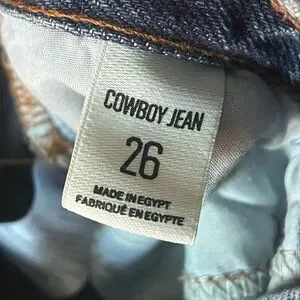 COWBOY JEAN
26
MADE IN EGYPT
FABRIQUÉ EN EGYPTE